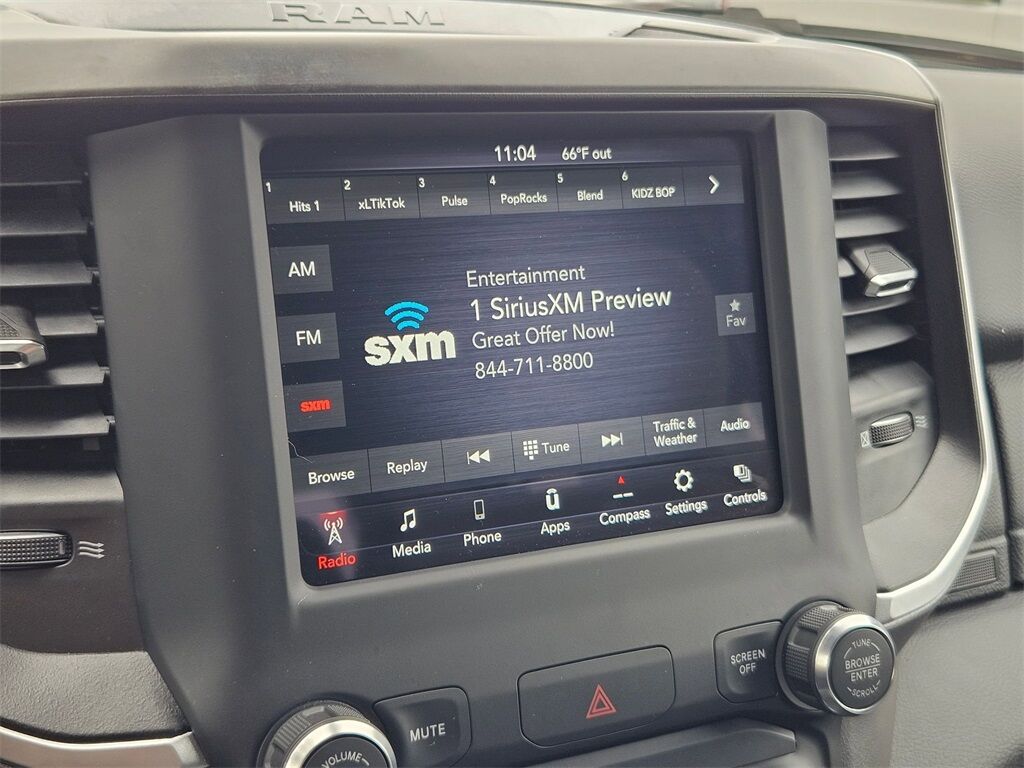 RAM
11:04 66°F out
1 2 3 4 5 6
Hits 1 xLTikTok Pulse PopRocks Blend KIDZ BOP
AM
FM
sxm
sxm
Entertainment
1 SiriusXM Preview
Great Offer Now!
844-711-8800
Fav
Browse Replay Tune Traffic & Weather Audio
Radio Media Phone Apps Compass Settings Controls
VOLUME
MUTE
SCREEN
OFF
TUNE
BROWSE
ENTER
SCROLL